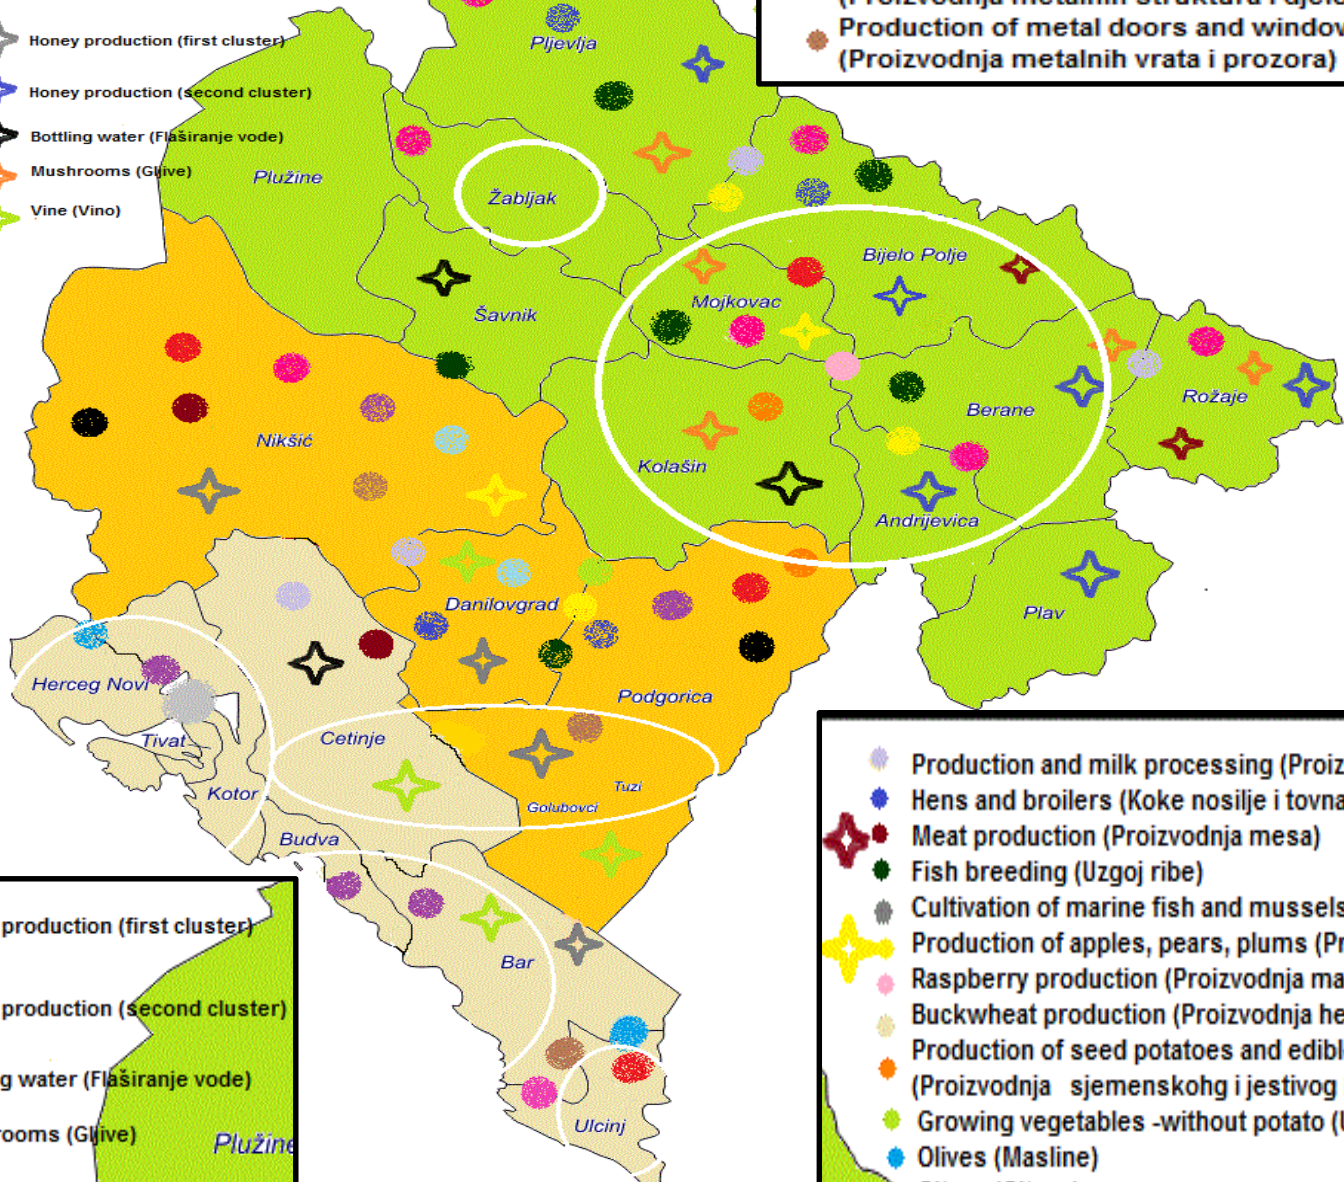 Production of metal doors and window
(Proizvodnja metalnih vrata i prozora)
Honey production (first cluster)
Honey production (second cluster)
Bottling water (Flaširanje vode)
Mushrooms (Gljive)
Vine (Vino)
Pljevlja
Plužine
Žabljak
Šavnik
Mojkovac
Bijelo Polje
Nikšić
Kolašin
Berane
Rožaje
Andrijevica
Plav
Danilovgrad
Podgorica
Herceg Novi
Tivat
Kotor
Cetinje
Tuzi
Golubovci
Budva
Bar
Ulcinj
production (first cluster)
production (second cluster)
g water (Flaširanje vode)
rooms (Gljive)
Plužine
Production and milk processing (Proiz
Hens and broilers (Koke nosilje i tovna
Meat production (Proizvodnja mesa)
Fish breeding (Uzgoj ribe)
Cultivation of marine fish and mussels
Production of apples, pears, plums (Pr
Raspberry production (Proizvodnja ma
Buckwheat production (Proizvodnja he
Production of seed potatoes and edibl
(Proizvodnja sjemenskohg i jestivog
Growing vegetables -without potato (U
Olives (Masline)